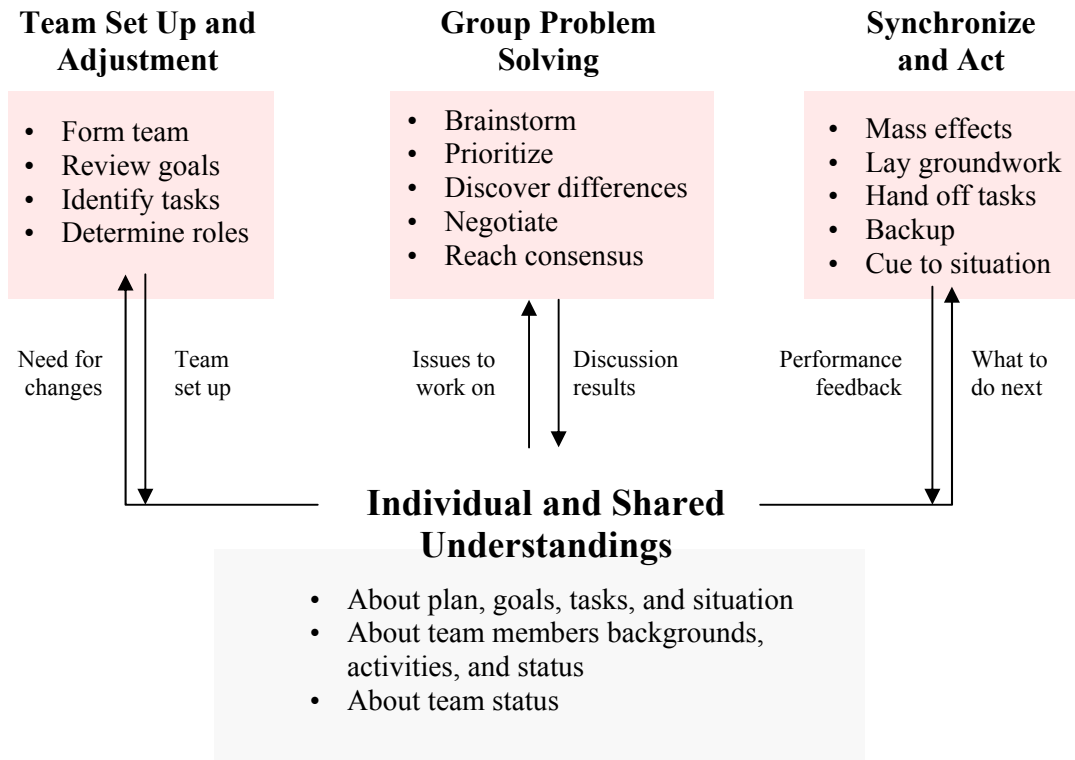 Team Set Up and
Adjustment
• Form team
• Review goals
• Identify tasks
• Determine roles
Group Problem
Solving
• Brainstorm
• Prioritize
• Discover differences
• Negotiate
• Reach consensus
Synchronize
and Act
• Mass effects
• Lay groundwork
• Hand off tasks
• Backup
• Cue to situation
Need for
changes
Team
set up
Issues to
work on
Discussion
results
Performance
feedback
What to
do next
Individual and Shared
Understandings
• About plan, goals, tasks, and situation
• About team members backgrounds,
activities, and status
• About team status